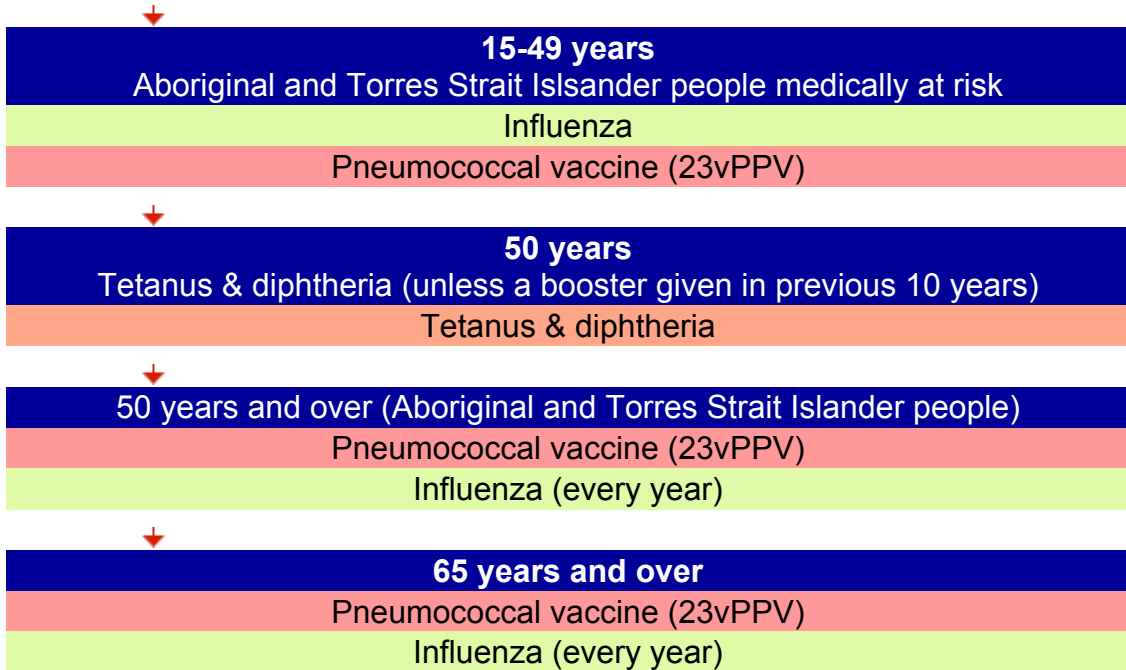 15-49 years
Aboriginal and Torres Strait Islsander people medically at risk
Influenza
Pneumococcal vaccine (23vPPV)
50 years
Tetanus & diphtheria (unless a booster given in previous 10 years)
Tetanus & diphtheria
50 years and over (Aboriginal and Torres Strait Islander people)
Pneumococcal vaccine (23vPPV)
Influenza (every year)
65 years and over
Pneumococcal vaccine (23vPPV)
Influenza (every year)